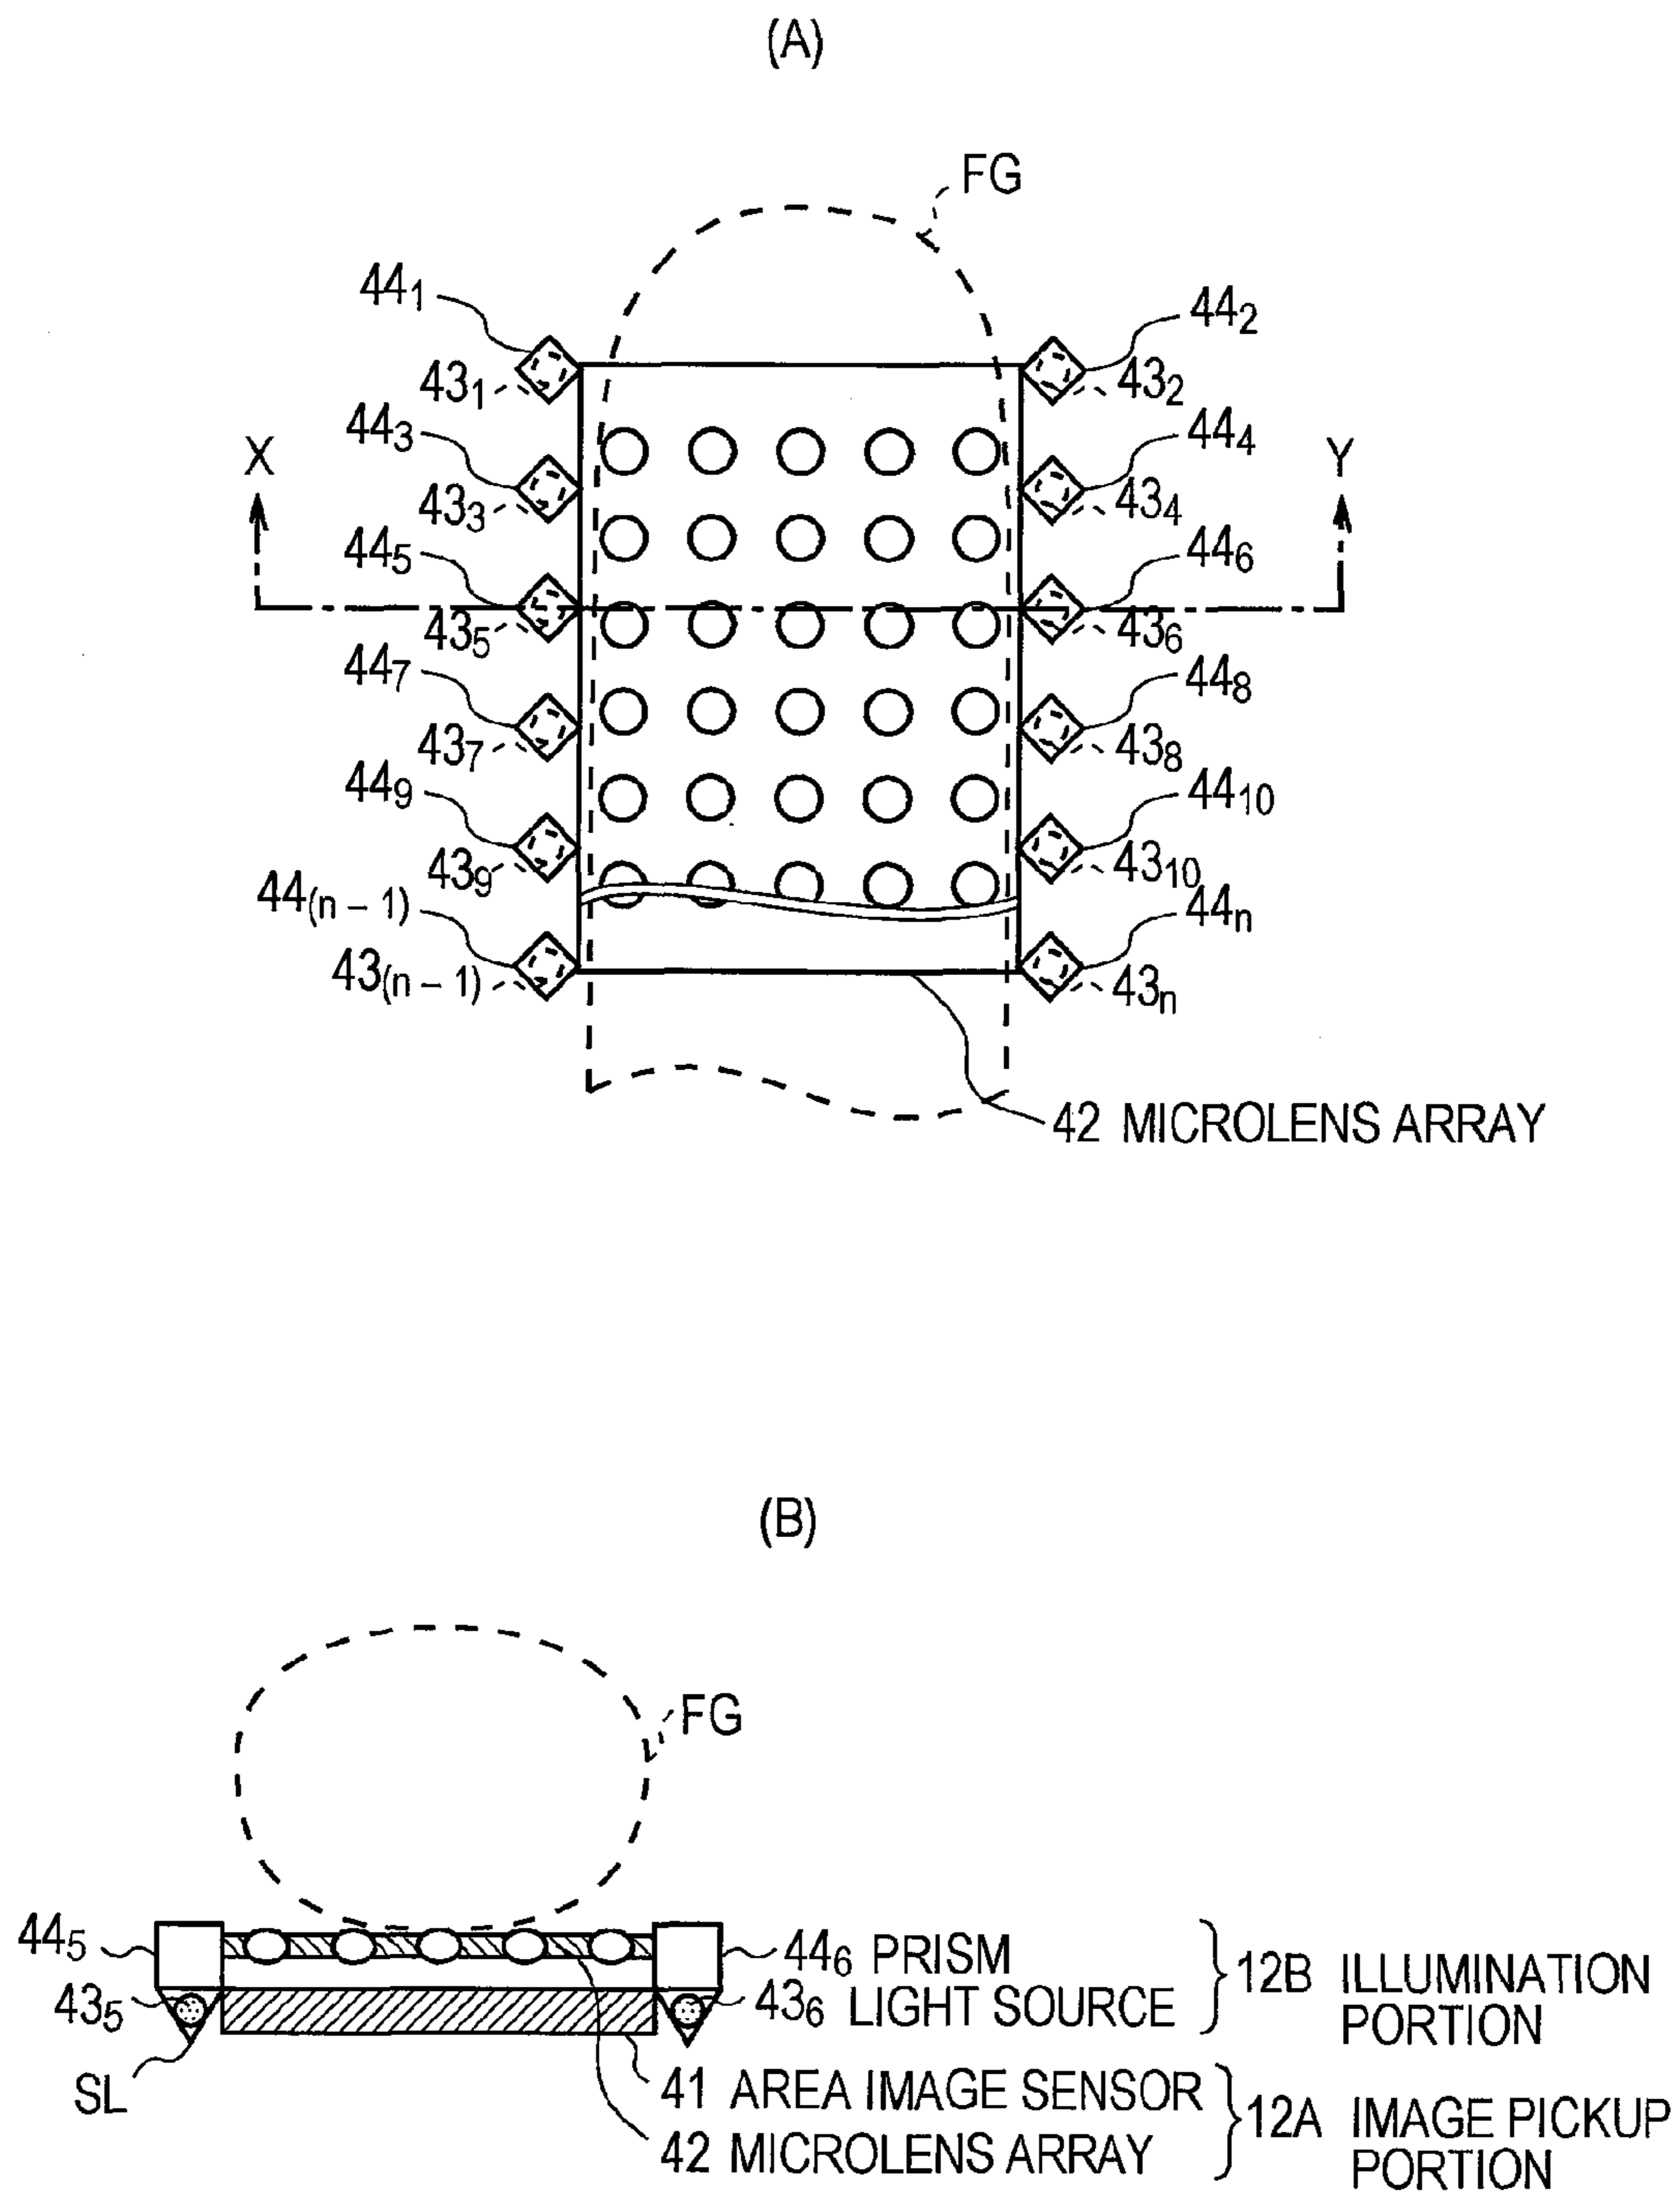 (A)
FG
44₁
44₂
43₁
43₂
44₃
44₄
X
Y
43₃
43₄
44₅
44₆
43₅
43₆
44₇
44₈
43₇
43₈
44₉
44₁₀
43₉
43₁₀
44₍ₙ ₋ ₁₎
44ₙ
43₍ₙ ₋ ₁₎
43ₙ
42 MICROLENS ARRAY
(B)
FG
44₅
44₆ PRISM
43₅
43₆ LIGHT SOURCE
12B ILLUMINATION
PORTION
SL
41 AREA IMAGE SENSOR
42 MICROLENS ARRAY
12A IMAGE PICKUP
PORTION